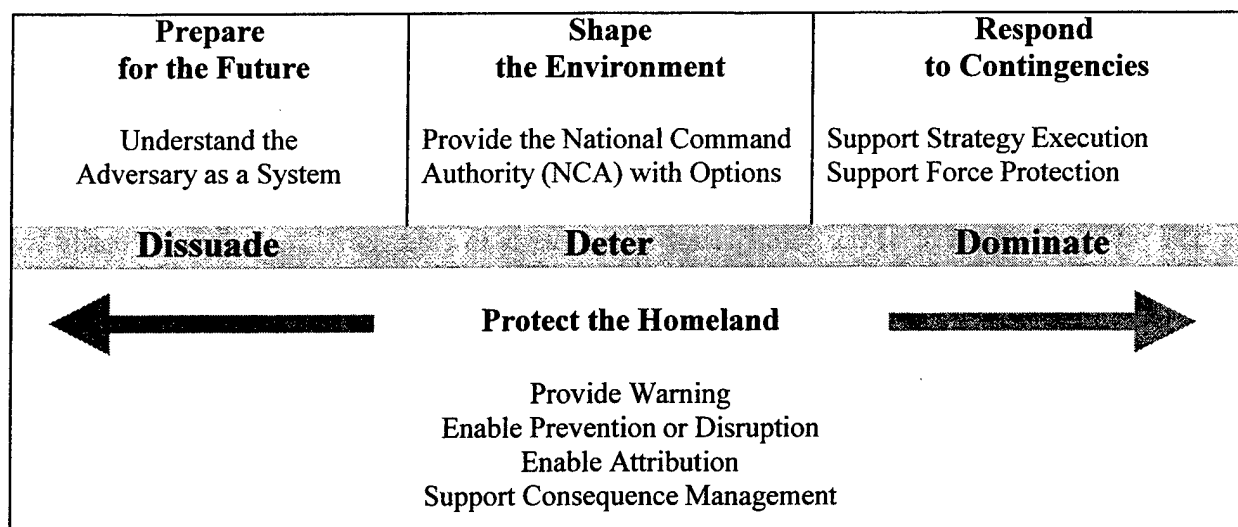 Prepare
for the Future
Understand the
Adversary as a System
Shape
the Environment
Provide the National Command
Authority (NCA) with Options
Respond
to Contingencies
Support Strategy Execution
Support Force Protection
Dissuade
Deter
Dominate
Protect the Homeland
Provide Warning
Enable Prevention or Disruption
Enable Attribution
Support Consequence Management